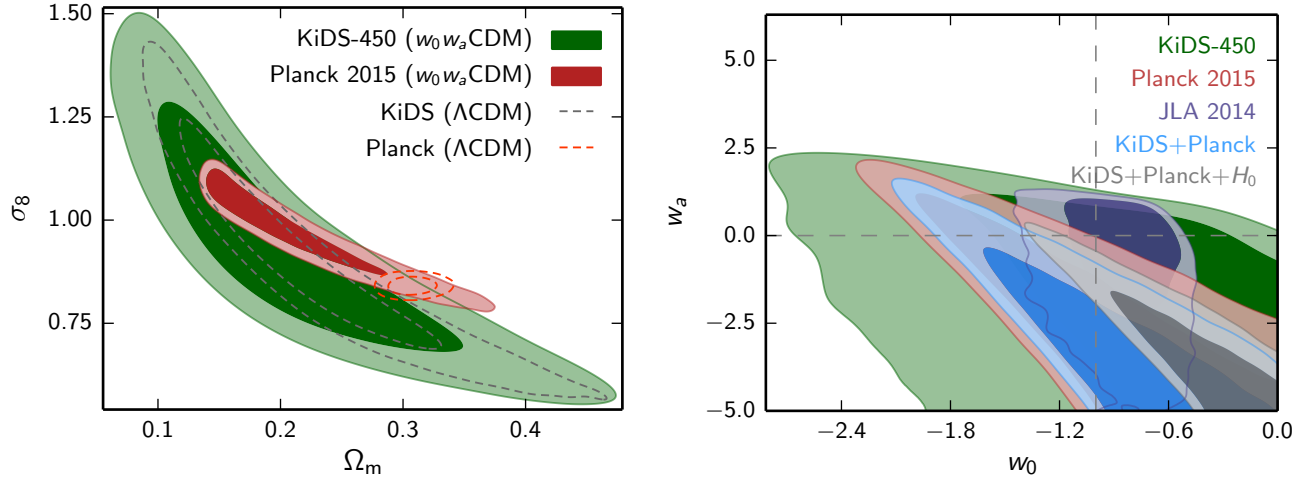 1.50
1.25
1.00
0.75
σ8
0.1
0.2
0.3
0.4
Ωm
KiDS-450 (w0waCDM)
Planck 2015 (w0waCDM)
KiDS (ΛCDM)
Planck (ΛCDM)
5.0
2.5
0.0
−2.5
−5.0
wa
−2.4
−1.8
−1.2
−0.6
0.0
w0
KiDS-450
Planck 2015
JLA 2014
KiDS+Planck
KiDS+Planck+H0